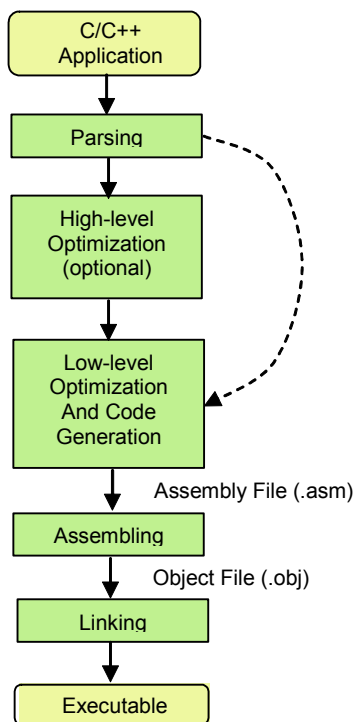 C/C++
Application
Parsing
High-level
Optimization
(optional)
Low-level
Optimization
And Code
Generation
Assembly File (.asm)
Assembling
Object File (.obj)
Linking
Executable